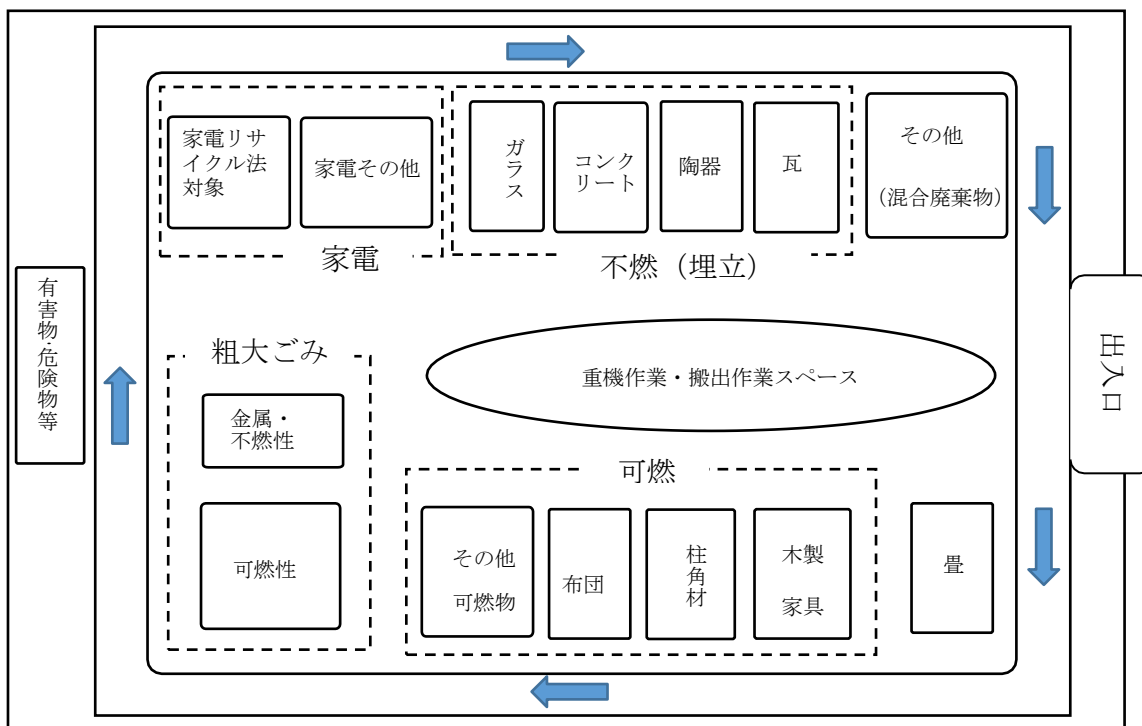 家電リサ
イクル法
対象
家電その他
家電
ガラス
コンク
リート
陶器
瓦
不燃（埋立）
その他
（混合廃棄物）
有害物・危険物等
粗大ごみ
金属・
不燃性
可燃性
重機作業・搬出作業スペース
出入口
可燃
その他
可燃物
布団
柱角材
木製
家具
畳